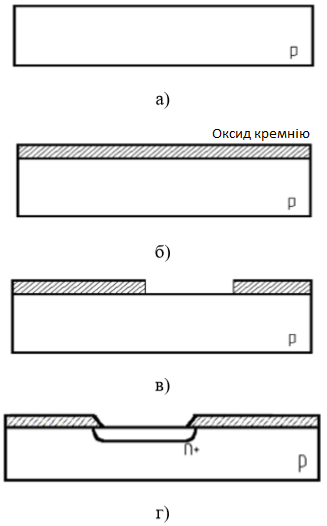 р
а)
Оксид кремнію
р
б)
р
в)
n+
р
г)